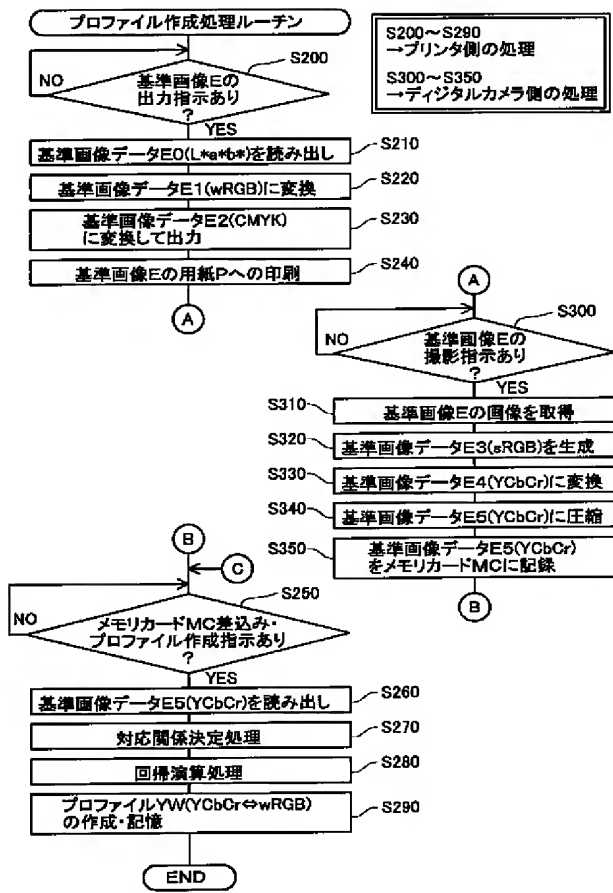 プロファイル作成処理ルーチン
S200
NO
基準画像Eの
出力指示あり
?
YES
基準画像データE0(L*a*b*)を読み出し
S210
基準画像データE1(wRGB)に変換
S220
基準画像データE2(CMYK)
に変換して出力
S230
基準画像Eの用紙Pへの印刷
S240
A
S200～S290
→プリンタ側の処理
S300～S350
→ディジタルカメラ側の処理
A
S300
NO
基準画像Eの
撮影指示あり
?
YES
S310
基準画像Eの画像を取得
S320
基準画像データE3(sRGB)を生成
S330
基準画像データE4(YCbCr)に変換
S340
基準画像データE5(YCbCr)に圧縮
S350
基準画像データE5(YCbCr)
をメモリカードMCに記録
B
B
C
S250
NO
メモリカードMC差込み・
プロファイル作成指示あり
?
YES
基準画像データE5(YCbCr)を読み出し
S260
対応関係決定処理
S270
回帰演算処理
S280
プロファイルYW(YCbCr⇔wRGB)
の作成・記憶
S290
END